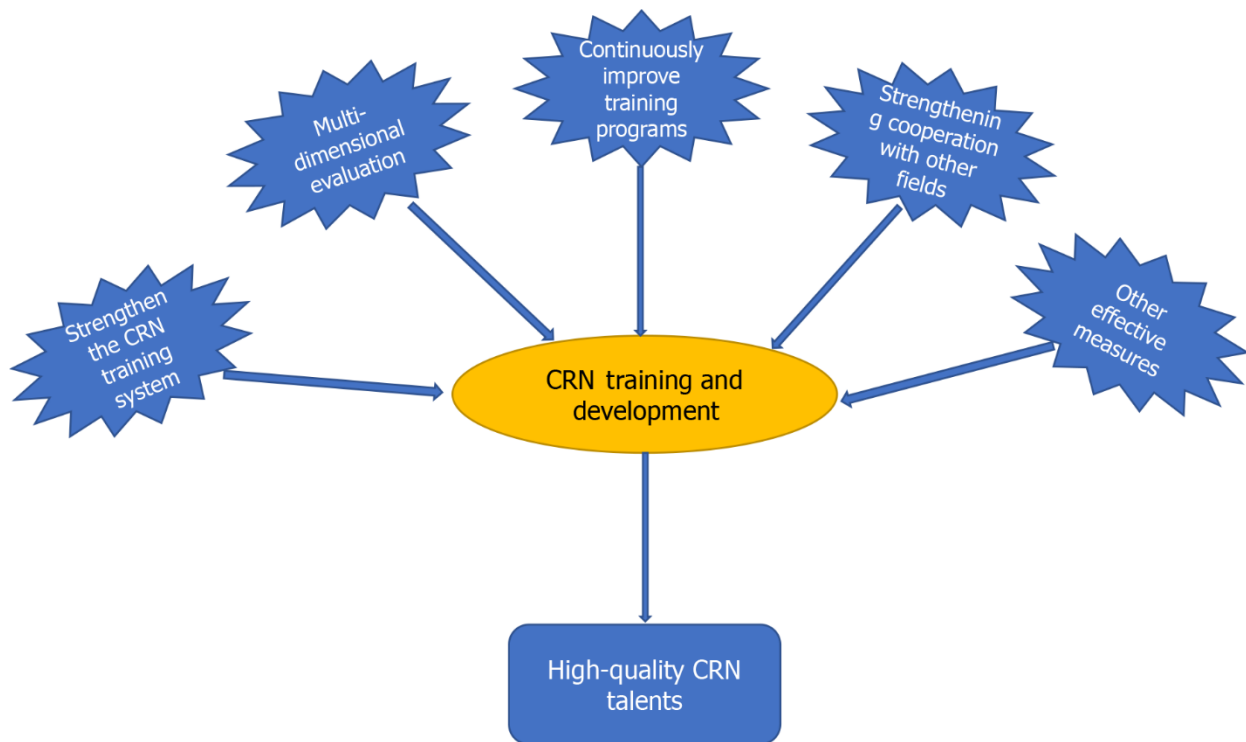 Strengthen
the CRN
training
system
Multi-
dimensional
evaluation
Continuously
improve
training
programs
Strengthenin
g cooperation
with other
fields
Other
effective
measures
CRN training and
development
High-quality CRN
talents